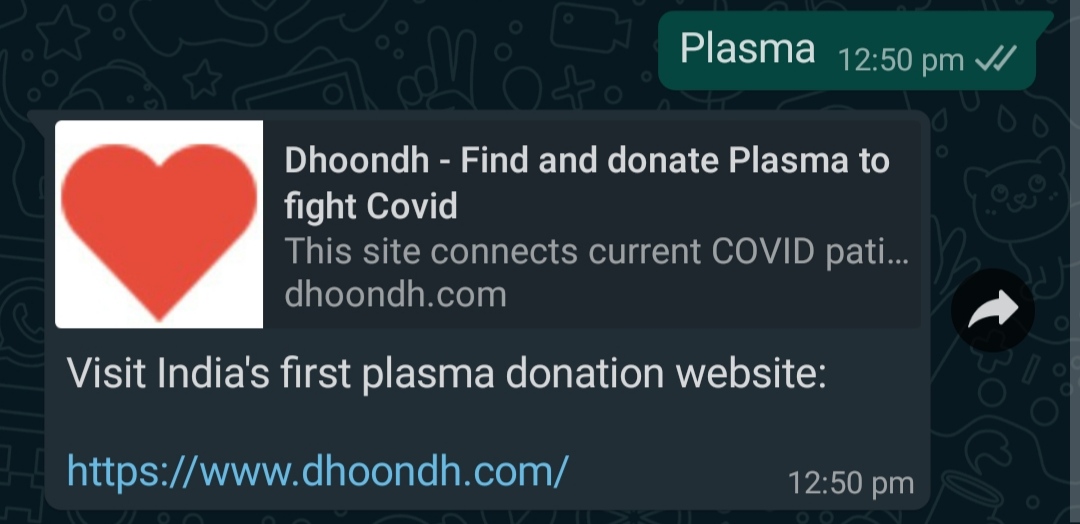 Plasma 12:50 pm
Dhoondh - Find and donate Plasma to
fight Covid
This site connects current COVID pati...
dhoondh.com
Visit India's first plasma donation website:
https://www.dhoondh.com/
12:50 pm